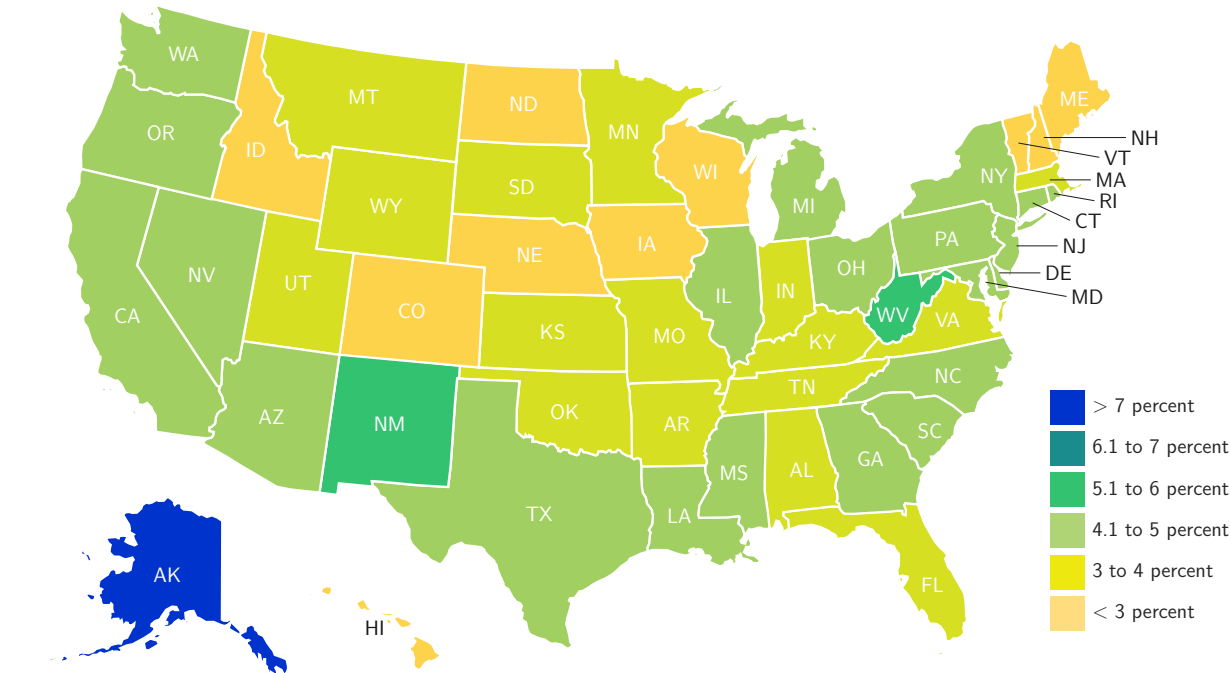 WA
MT
ND
ME
OR
ID
MN
NH
VT
WI
NY
MA
SD
WY
MI
RI
CT
IA
PA
NJ
NE
NV
UT
OH
DE
IN
IL
MD
CO
CA
WV
VA
KS
MO
KY
NC
TN
OK
AZ
NM
AR
SC
GA
MS
AL
TX
LA
AK
FL
HI
> 7 percent
6.1 to 7 percent
5.1 to 6 percent
4.1 to 5 percent
3 to 4 percent
< 3 percent